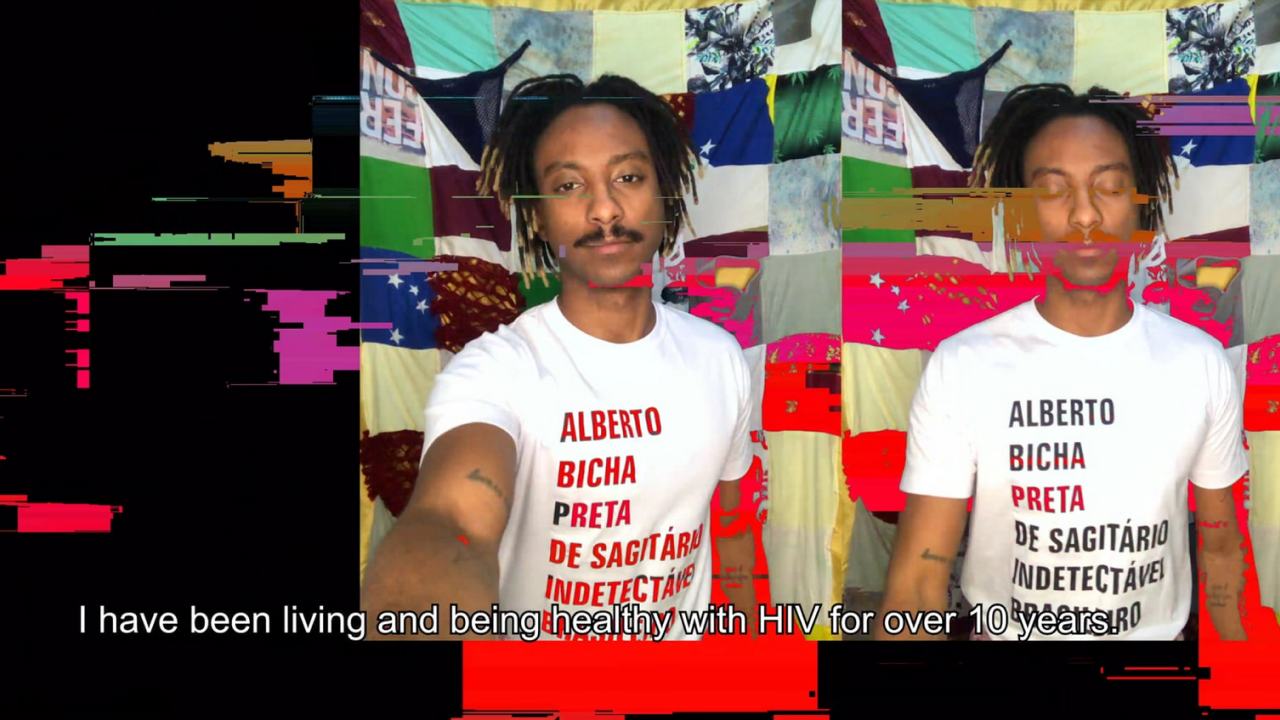 ALBERTO
BICHA
PRETA
DE SAGITÁRIO
INDETECTÁVEL
ALBERTO
BICHA
PRETA
DE SAGITÁRIO
INDETECTÁVEL
BRASILEIRO
I have been living and being healthy with HIV for over 10 years.